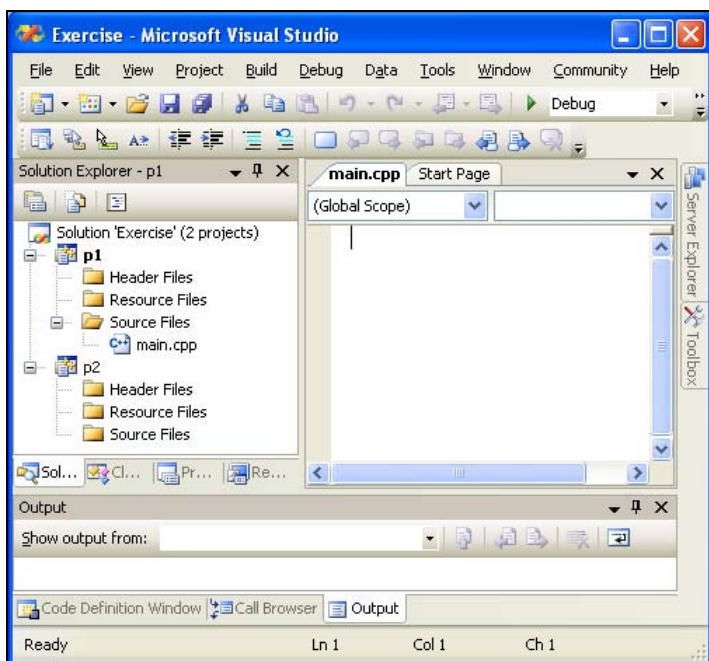 Exercise - Microsoft Visual Studio
File Edit View Project Build Debug Data Tools Window Community Help
Debug
Solution Explorer - p1
main.cpp Start Page
(Global Scope)
Solution 'Exercise' (2 projects)
p1
Header Files
Resource Files
Source Files
main.cpp
p2
Header Files
Resource Files
Source Files
Server Explorer
Toolbox
Sol... Cl... Pr... Re...
Output
Show output from:
Code Definition Window Call Browser Output
Ready Ln 1 Col 1 Ch 1